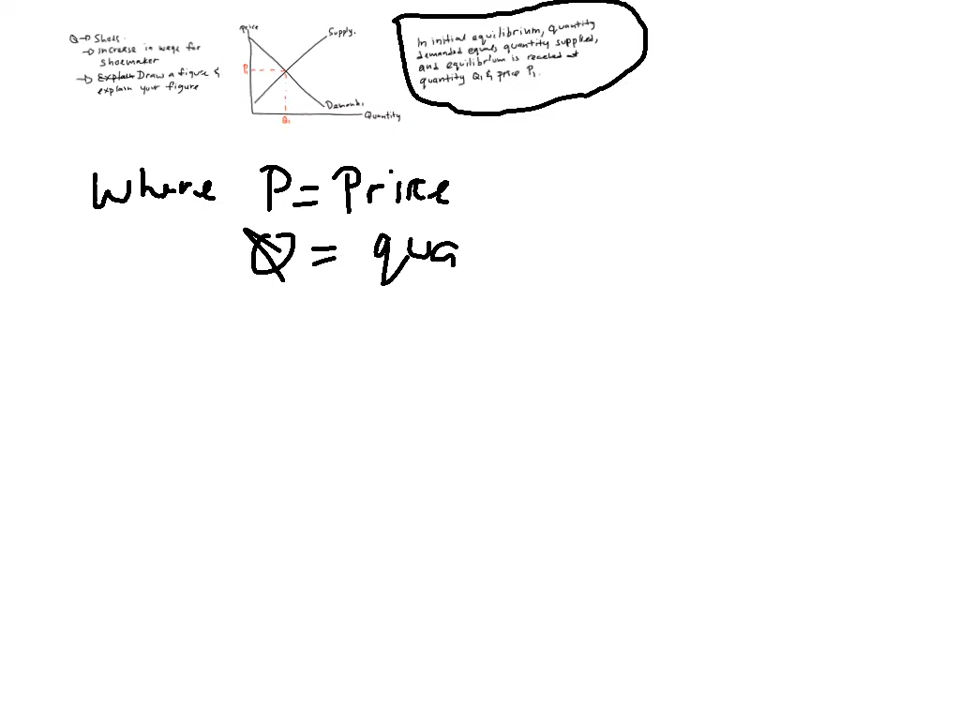 Q → Shoes.
→ Increase in wage for
shoemaker
→ Explain Draw a figure &
explain your figure
Price
Supply.
P₁
Demand₁
Q₁
Quantity
In initial equilibrium, quantity
demanded equals quantity supplied,
and equilibrium is reached at
quantity Q₁ & price P₁.
Where P = Price
Q = qua